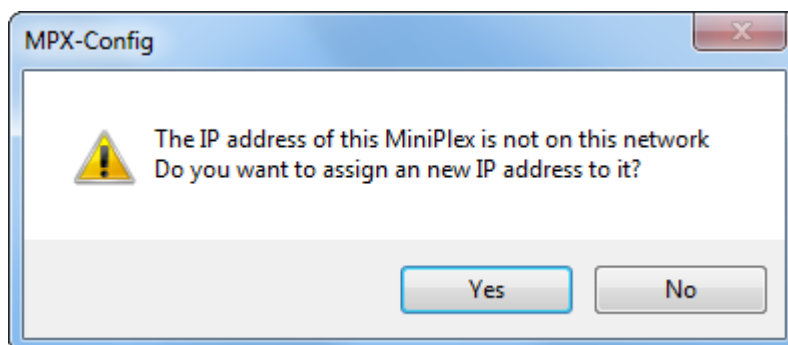 MPX-Config
The IP address of this MiniPlex is not on this network
Do you want to assign an new IP address to it?
Yes
No